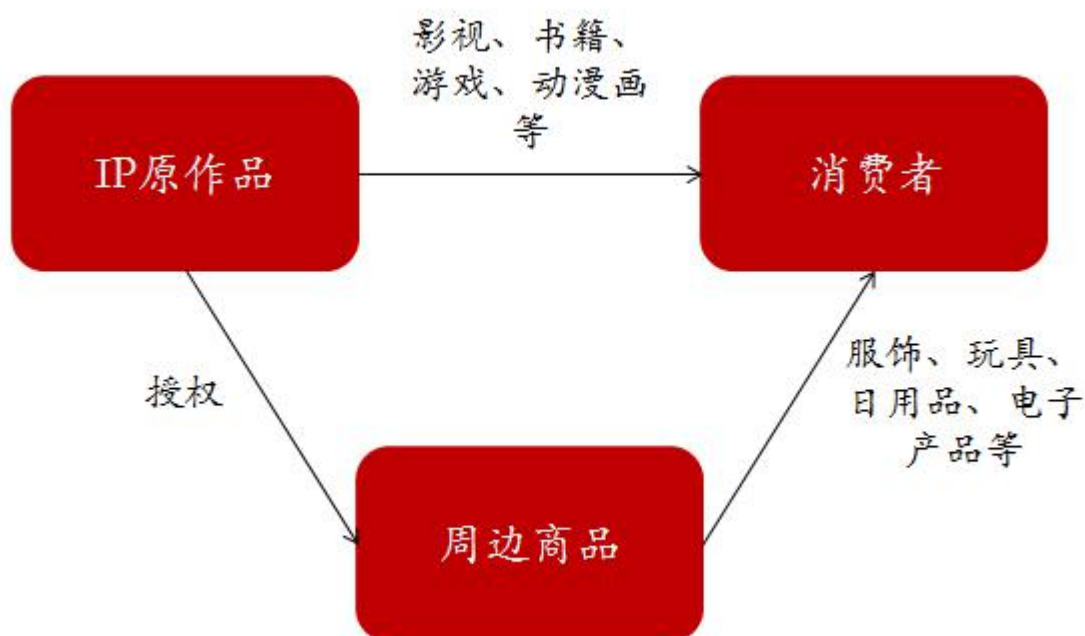 影视、书籍、
游戏、动漫画
等
IP原作品
消费者
授权
服饰、玩具、
日用品、电子
产品等
周边商品